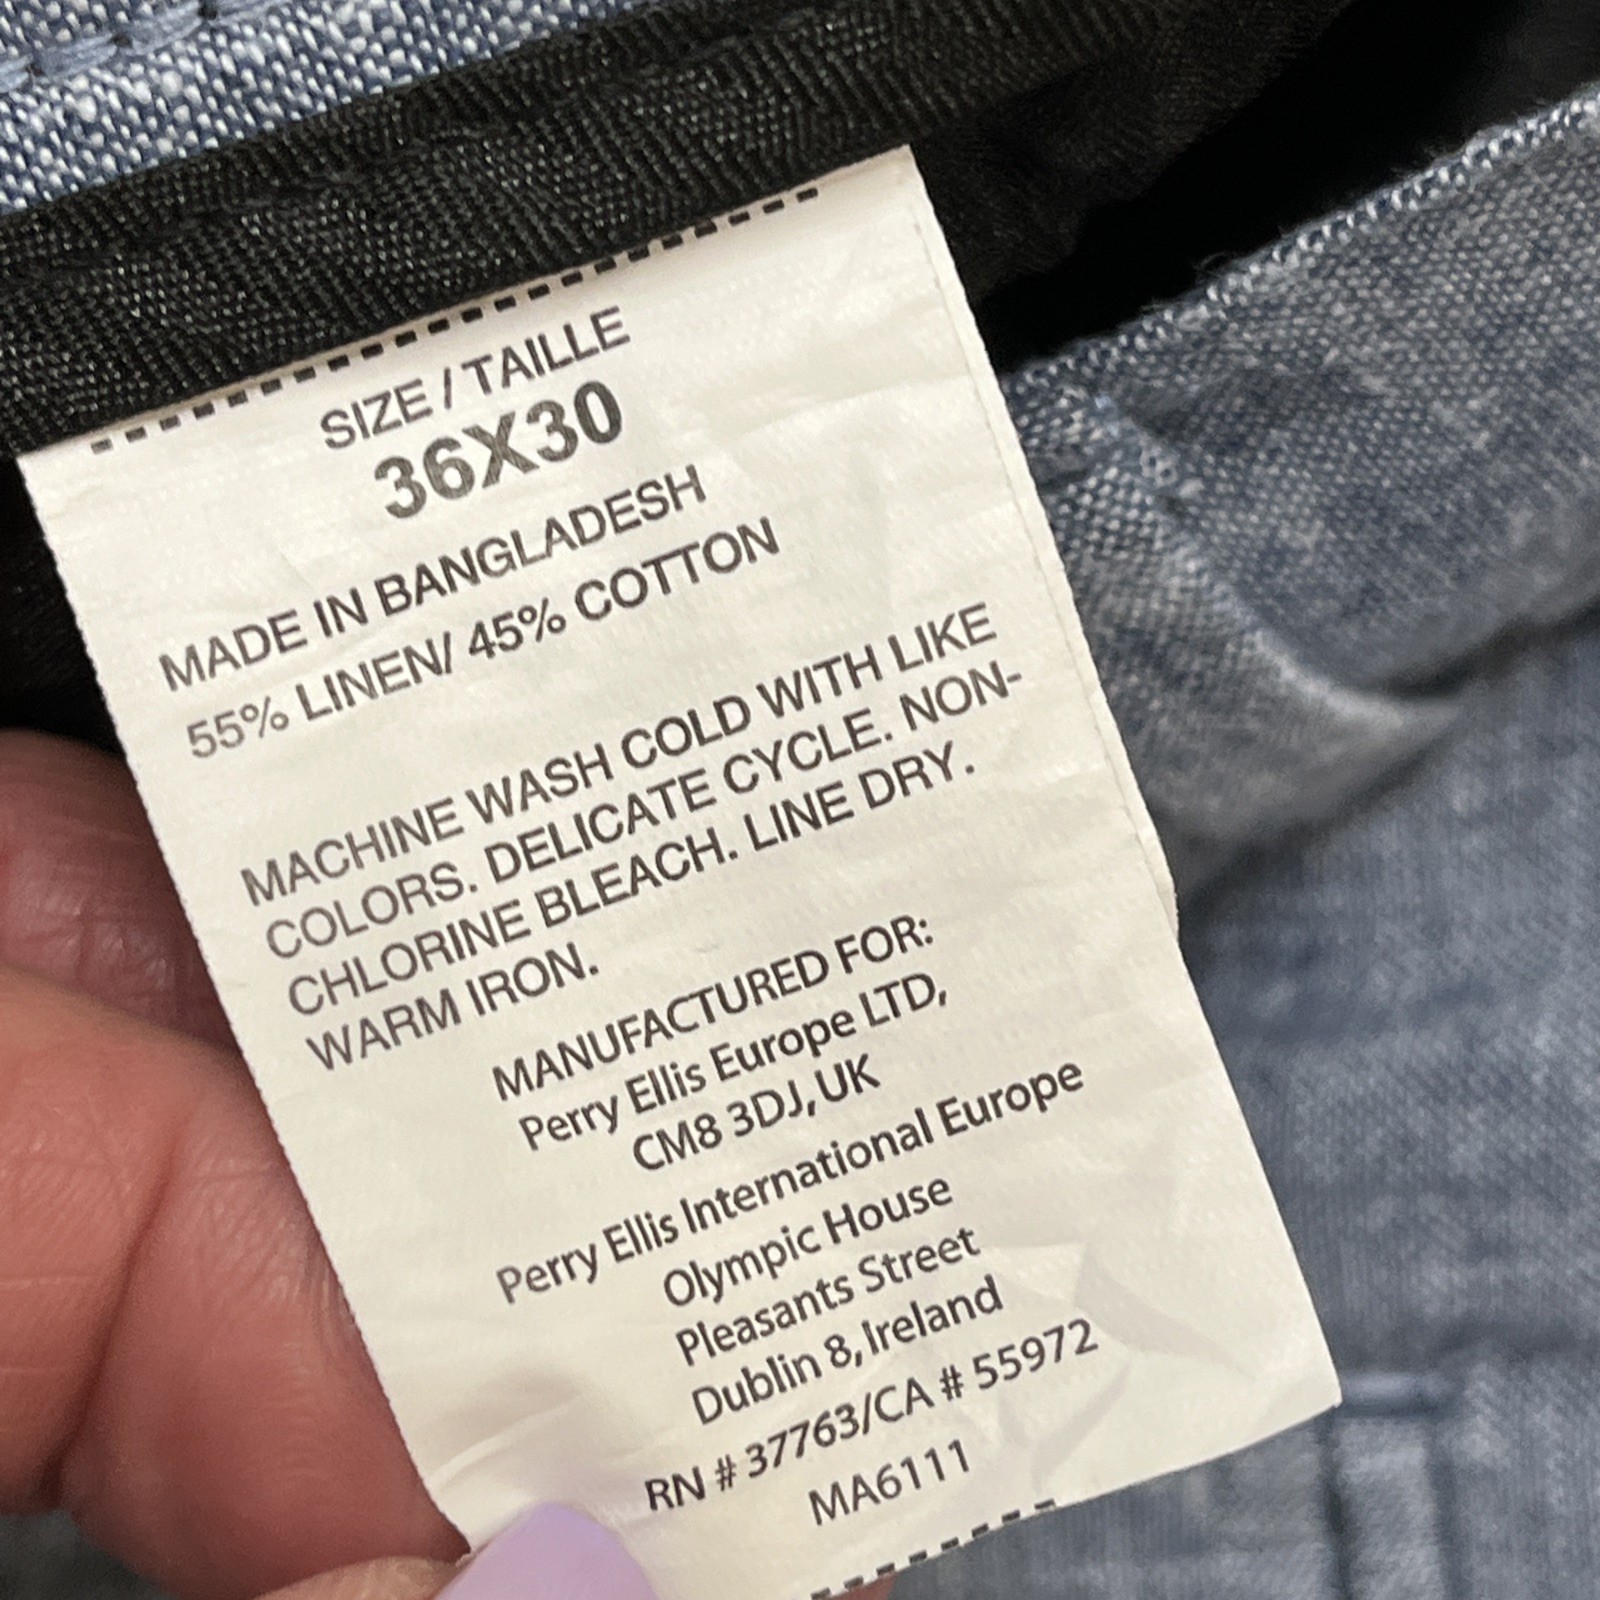 SIZE / TAILLE
36X30
MADE IN BANGLADESH
55% LINEN/ 45% COTTON
MACHINE WASH COLD WITH LIKE
COLORS. DELICATE CYCLE. NON-
CHLORINE BLEACH. LINE DRY.
WARM IRON.
MANUFACTURED FOR:
Perry Ellis Europe LTD,
CM8 3DJ, UK
Perry Ellis International Europe
Olympic House
Pleasants Street
Dublin 8, Ireland
RN # 37763/CA # 55972
MA6111